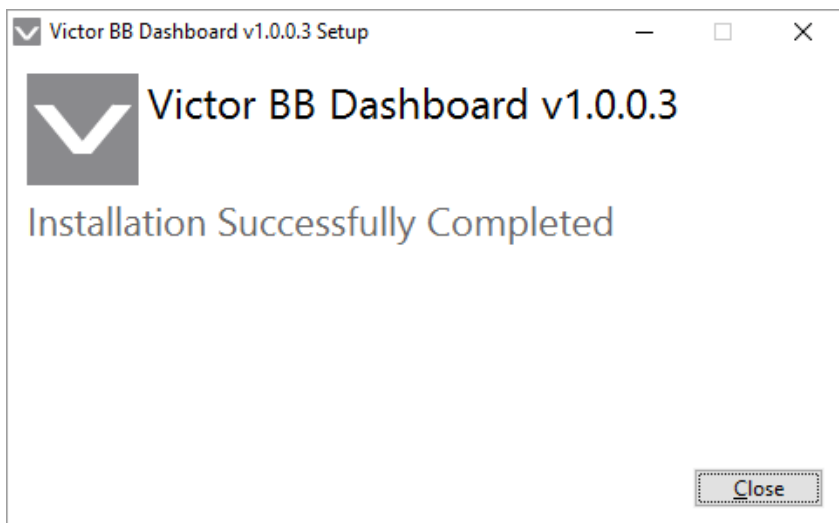 Victor BB Dashboard v1.0.0.3 Setup
Victor BB Dashboard v1.0.0.3
Installation Successfully Completed
Close